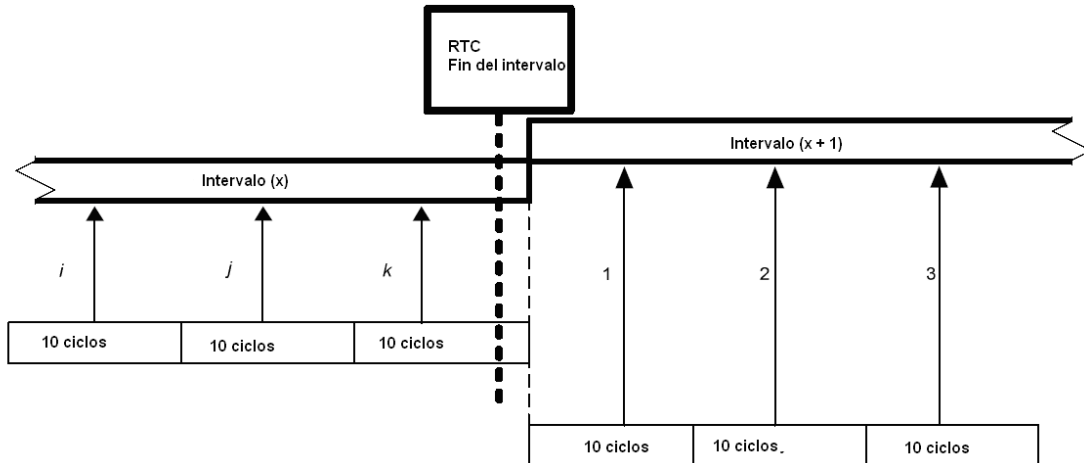 RTC
Fin del intervalo
Intervalo (x + 1)
Intervalo (x)
i
j
k
1
2
3
10 ciclos
10 ciclos
10 ciclos
10 ciclos
10 ciclos.
10 ciclos